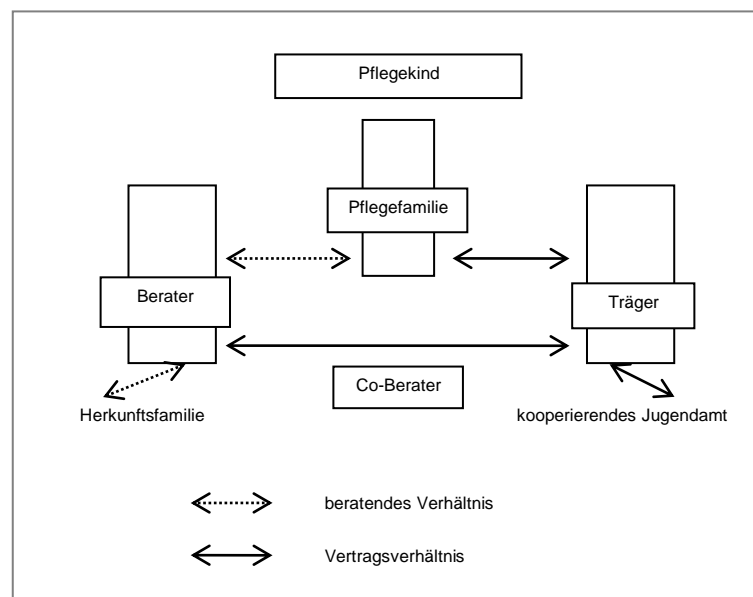 Pflegekind
Pflegefamilie
Berater
Träger
Co-Berater
Herkunftsfamilie
kooperierendes Jugendamt
beratendes Verhältnis
Vertragsverhältnis